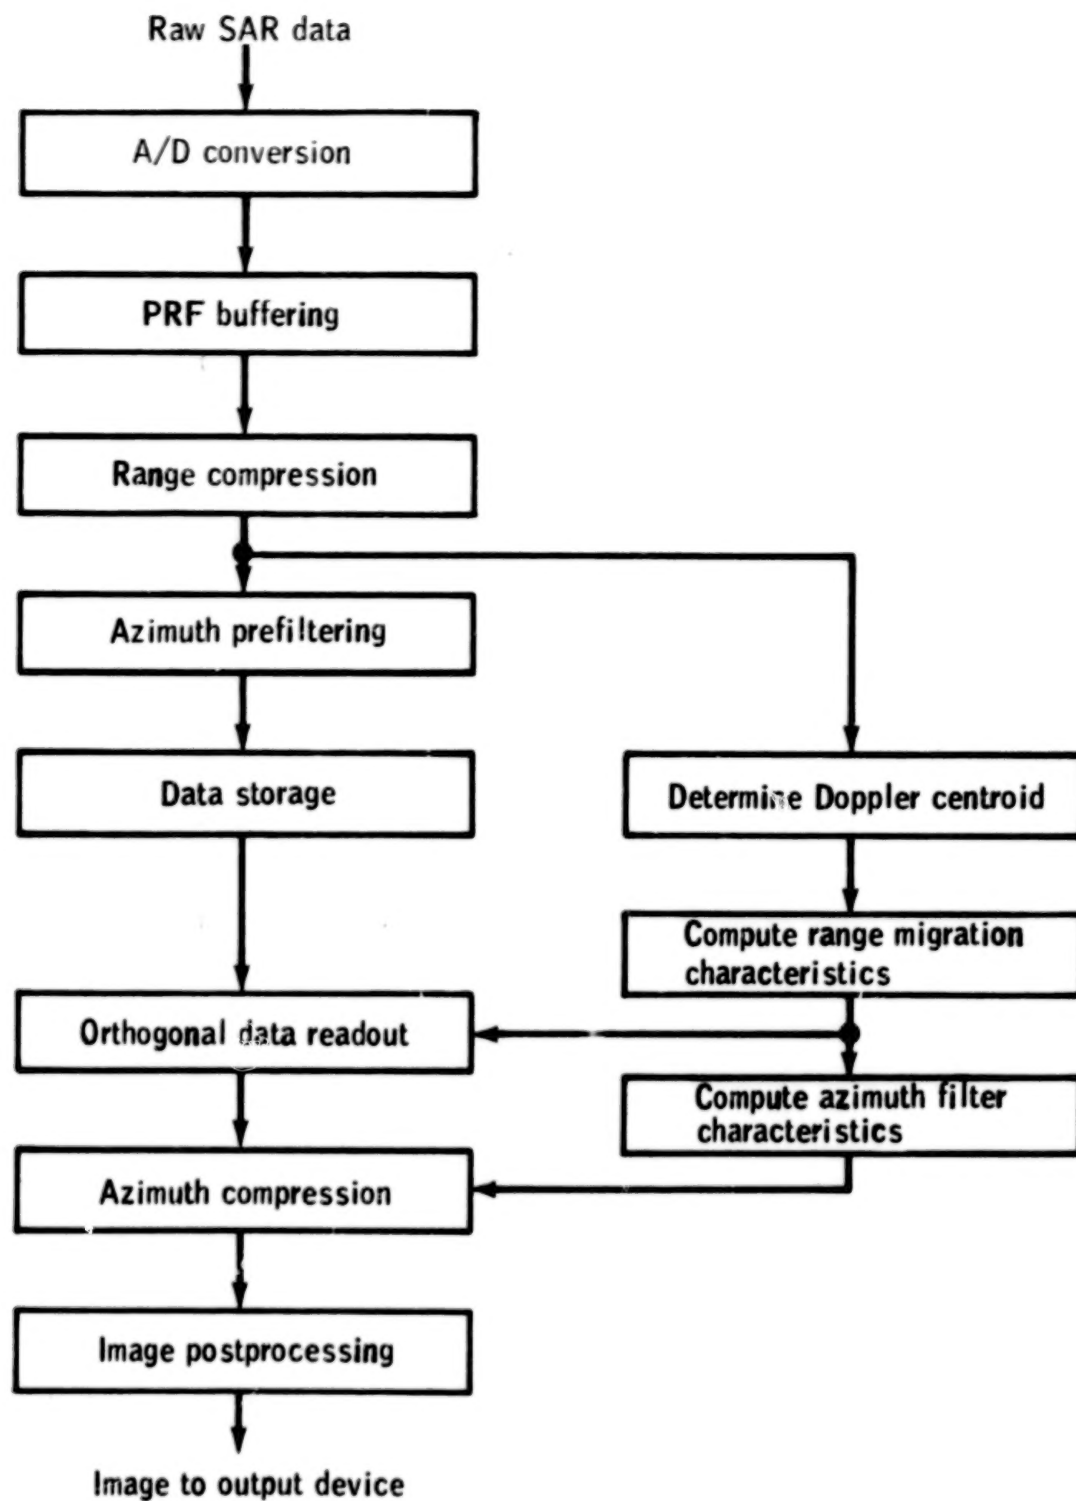 Raw SAR data
A/D conversion
PRF buffering
Range compression
Azimuth prefiltering
Data storage
Determine Doppler centroid
Compute range migration
characteristics
Orthogonal data readout
Compute azimuth filter
characteristics
Azimuth compression
Image postprocessing
Image to output device